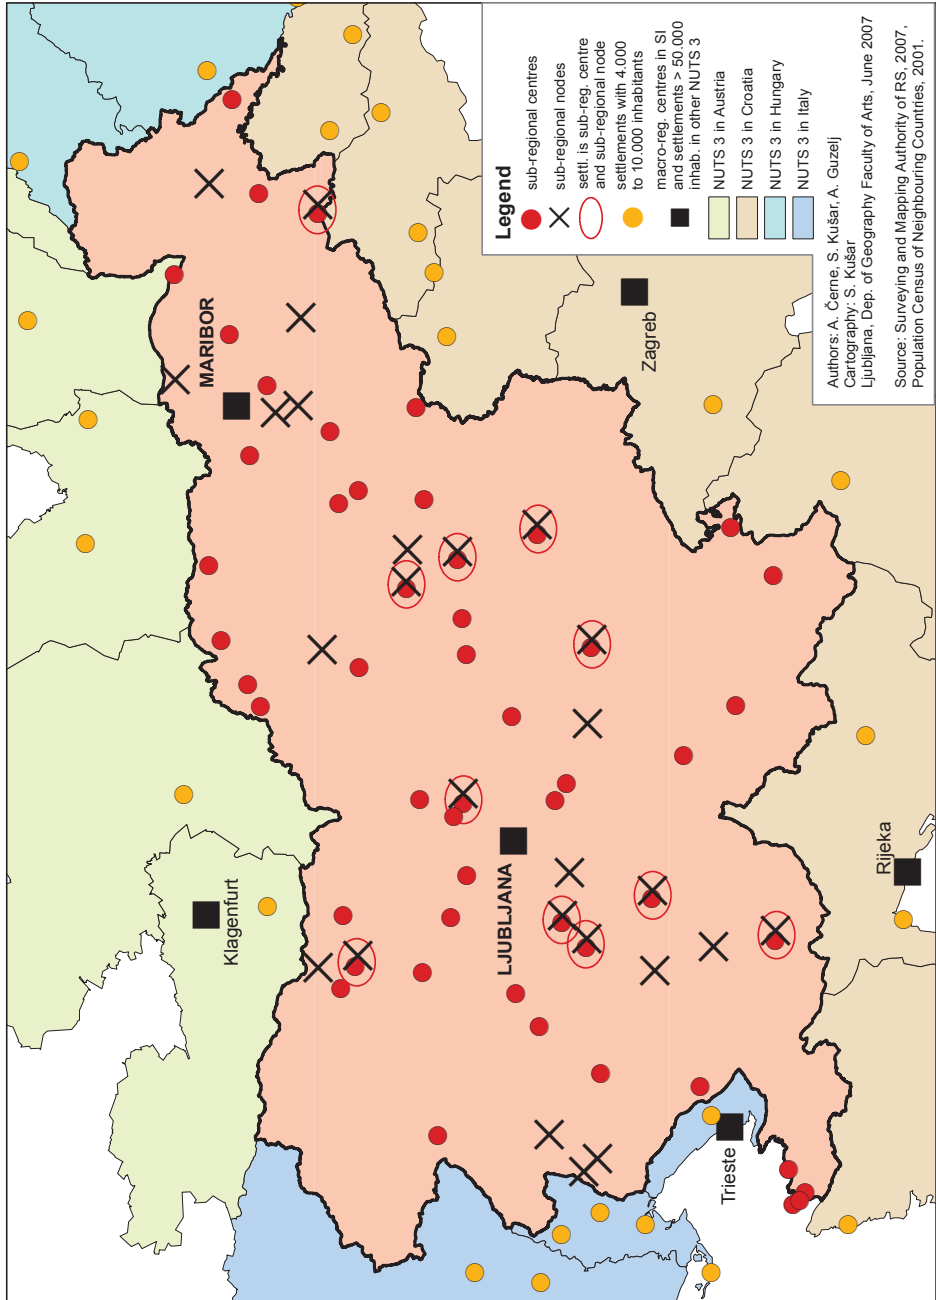 MARIBOR
LJUBLJANA
Klagenfurt
Zagreb
Rijeka
Trieste
Legend
sub-regional centres
sub-regional nodes
settl. is sub-reg. centre
and sub-regional node
settlements with 4.000
to 10.000 inhabitants
macro-reg. centres in SI
and settlements > 50.000
inhab. in other NUTS 3
NUTS 3 in Austria
NUTS 3 in Croatia
NUTS 3 in Hungary
NUTS 3 in Italy
Authors: A. Černe, S. Kušar, A. Guzelj
Cartography: S. Kušar
Ljubljana, Dep. of Geography Faculty of Arts, June 2007
Source: Surveying and Mapping Authority of RS, 2007,
Population Census of Neighbouring Countries, 2001.